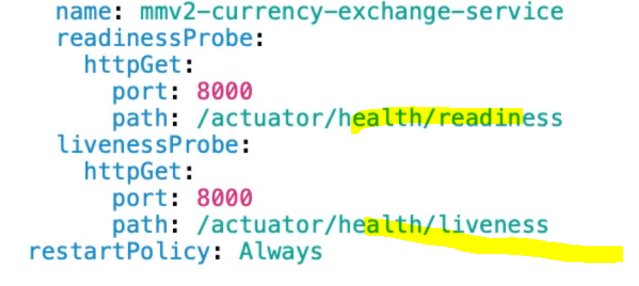 name: mmv2-currency-exchange-service
readinessProbe:
httpGet:
port: 8000
path: /actuator/health/readiness
livenessProbe:
httpGet:
port: 8000
path: /actuator/health/liveness
restartPolicy: Always